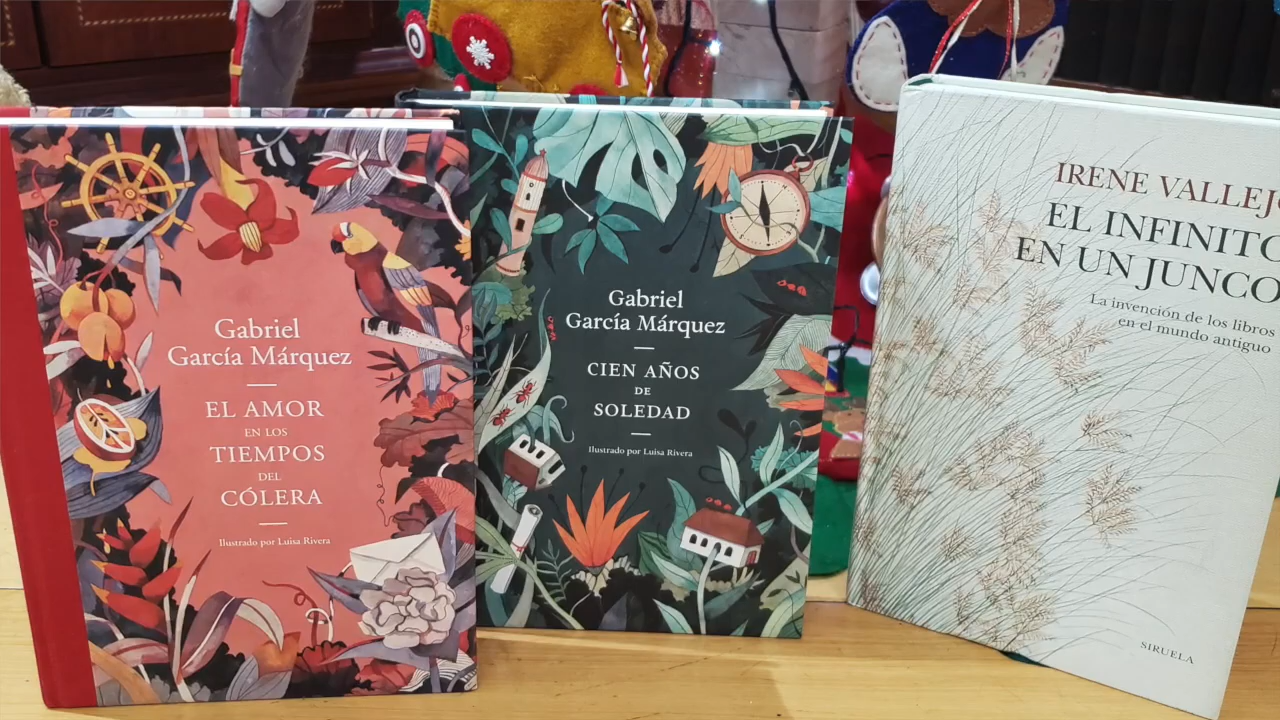 Gabriel
García Márquez
EL AMOR
EN LOS
TIEMPOS
DEL
CÓLERA
Ilustrado por Luisa Rivera
Gabriel
García Márquez
CIEN AÑOS
DE
SOLEDAD
Ilustrado por Luisa Rivera
IRENE VALLEJO
EL INFINITO
EN UN JUNCO
La invención de los libros
en el mundo antiguo
SIRUELA